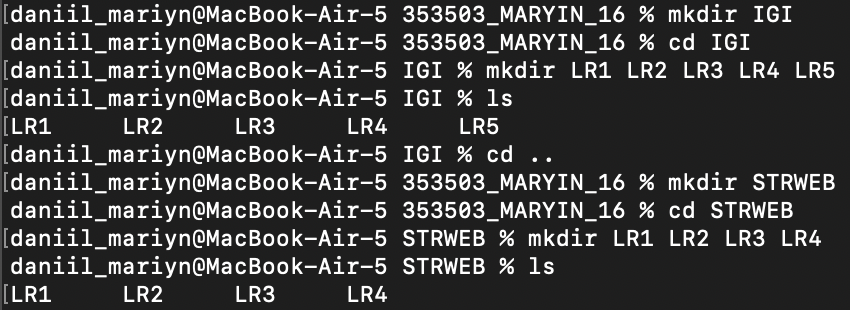 [daniil_mariyn@MacBook-Air-5 353503_MARYIN_16 % mkdir IGI
[daniil_mariyn@MacBook-Air-5 353503_MARYIN_16 % cd IGI
[daniil_mariyn@MacBook-Air-5 IGI % mkdir LR1 LR2 LR3 LR4 LR5
daniil_mariyn@MacBook-Air-5 IGI % ls
[LR1 LR2 LR3 LR4 LR5
daniil_mariyn@MacBook-Air-5 IGI % cd ..
[daniil_mariyn@MacBook-Air-5 353503_MARYIN_16 % mkdir STRWEB
daniil_mariyn@MacBook-Air-5 353503_MARYIN_16 % cd STRWEB
[daniil_mariyn@MacBook-Air-5 STRWEB % mkdir LR1 LR2 LR3 LR4
daniil_mariyn@MacBook-Air-5 STRWEB % ls
[LR1 LR2 LR3 LR4